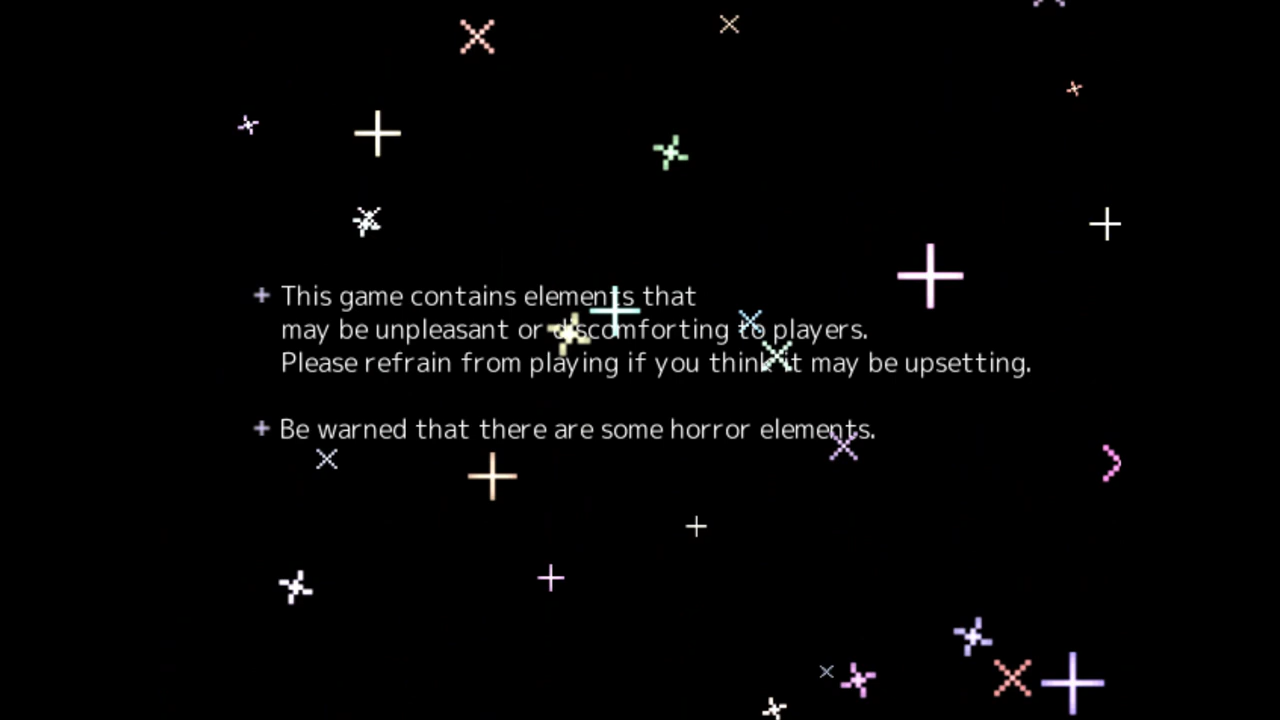 This game contains elements that
may be unpleasant or discomforting to players.
Please refrain from playing if you think it may be upsetting.
Be warned that there are some horror elements.